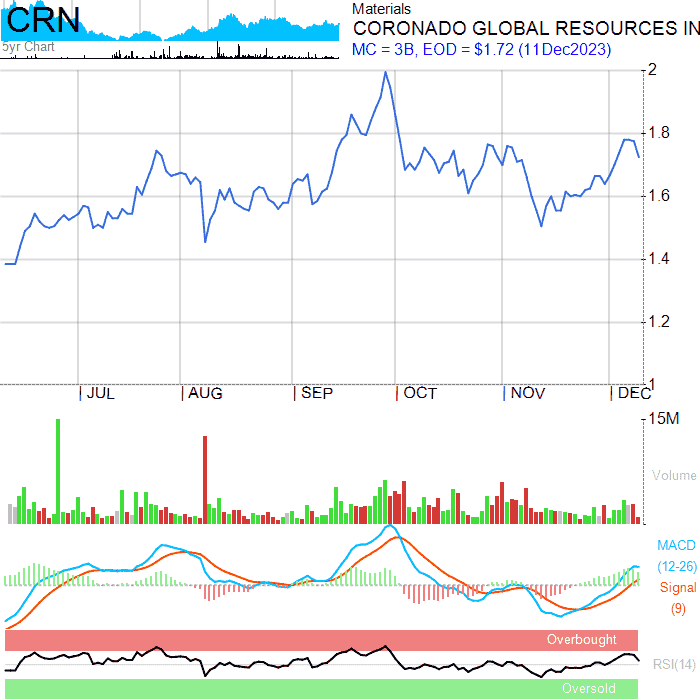 CRN
5yr Chart
Materials
CORONADO GLOBAL RESOURCES IN
MC = 3B, EOD = $1.72 (11Dec2023)
2
1.8
1.6
1.4
1.2
1
JUL
AUG
SEP
OCT
NOV
DEC
15M
Volume
MACD
(12-26)
Signal
(9)
Overbought
RSI(14)
Oversold